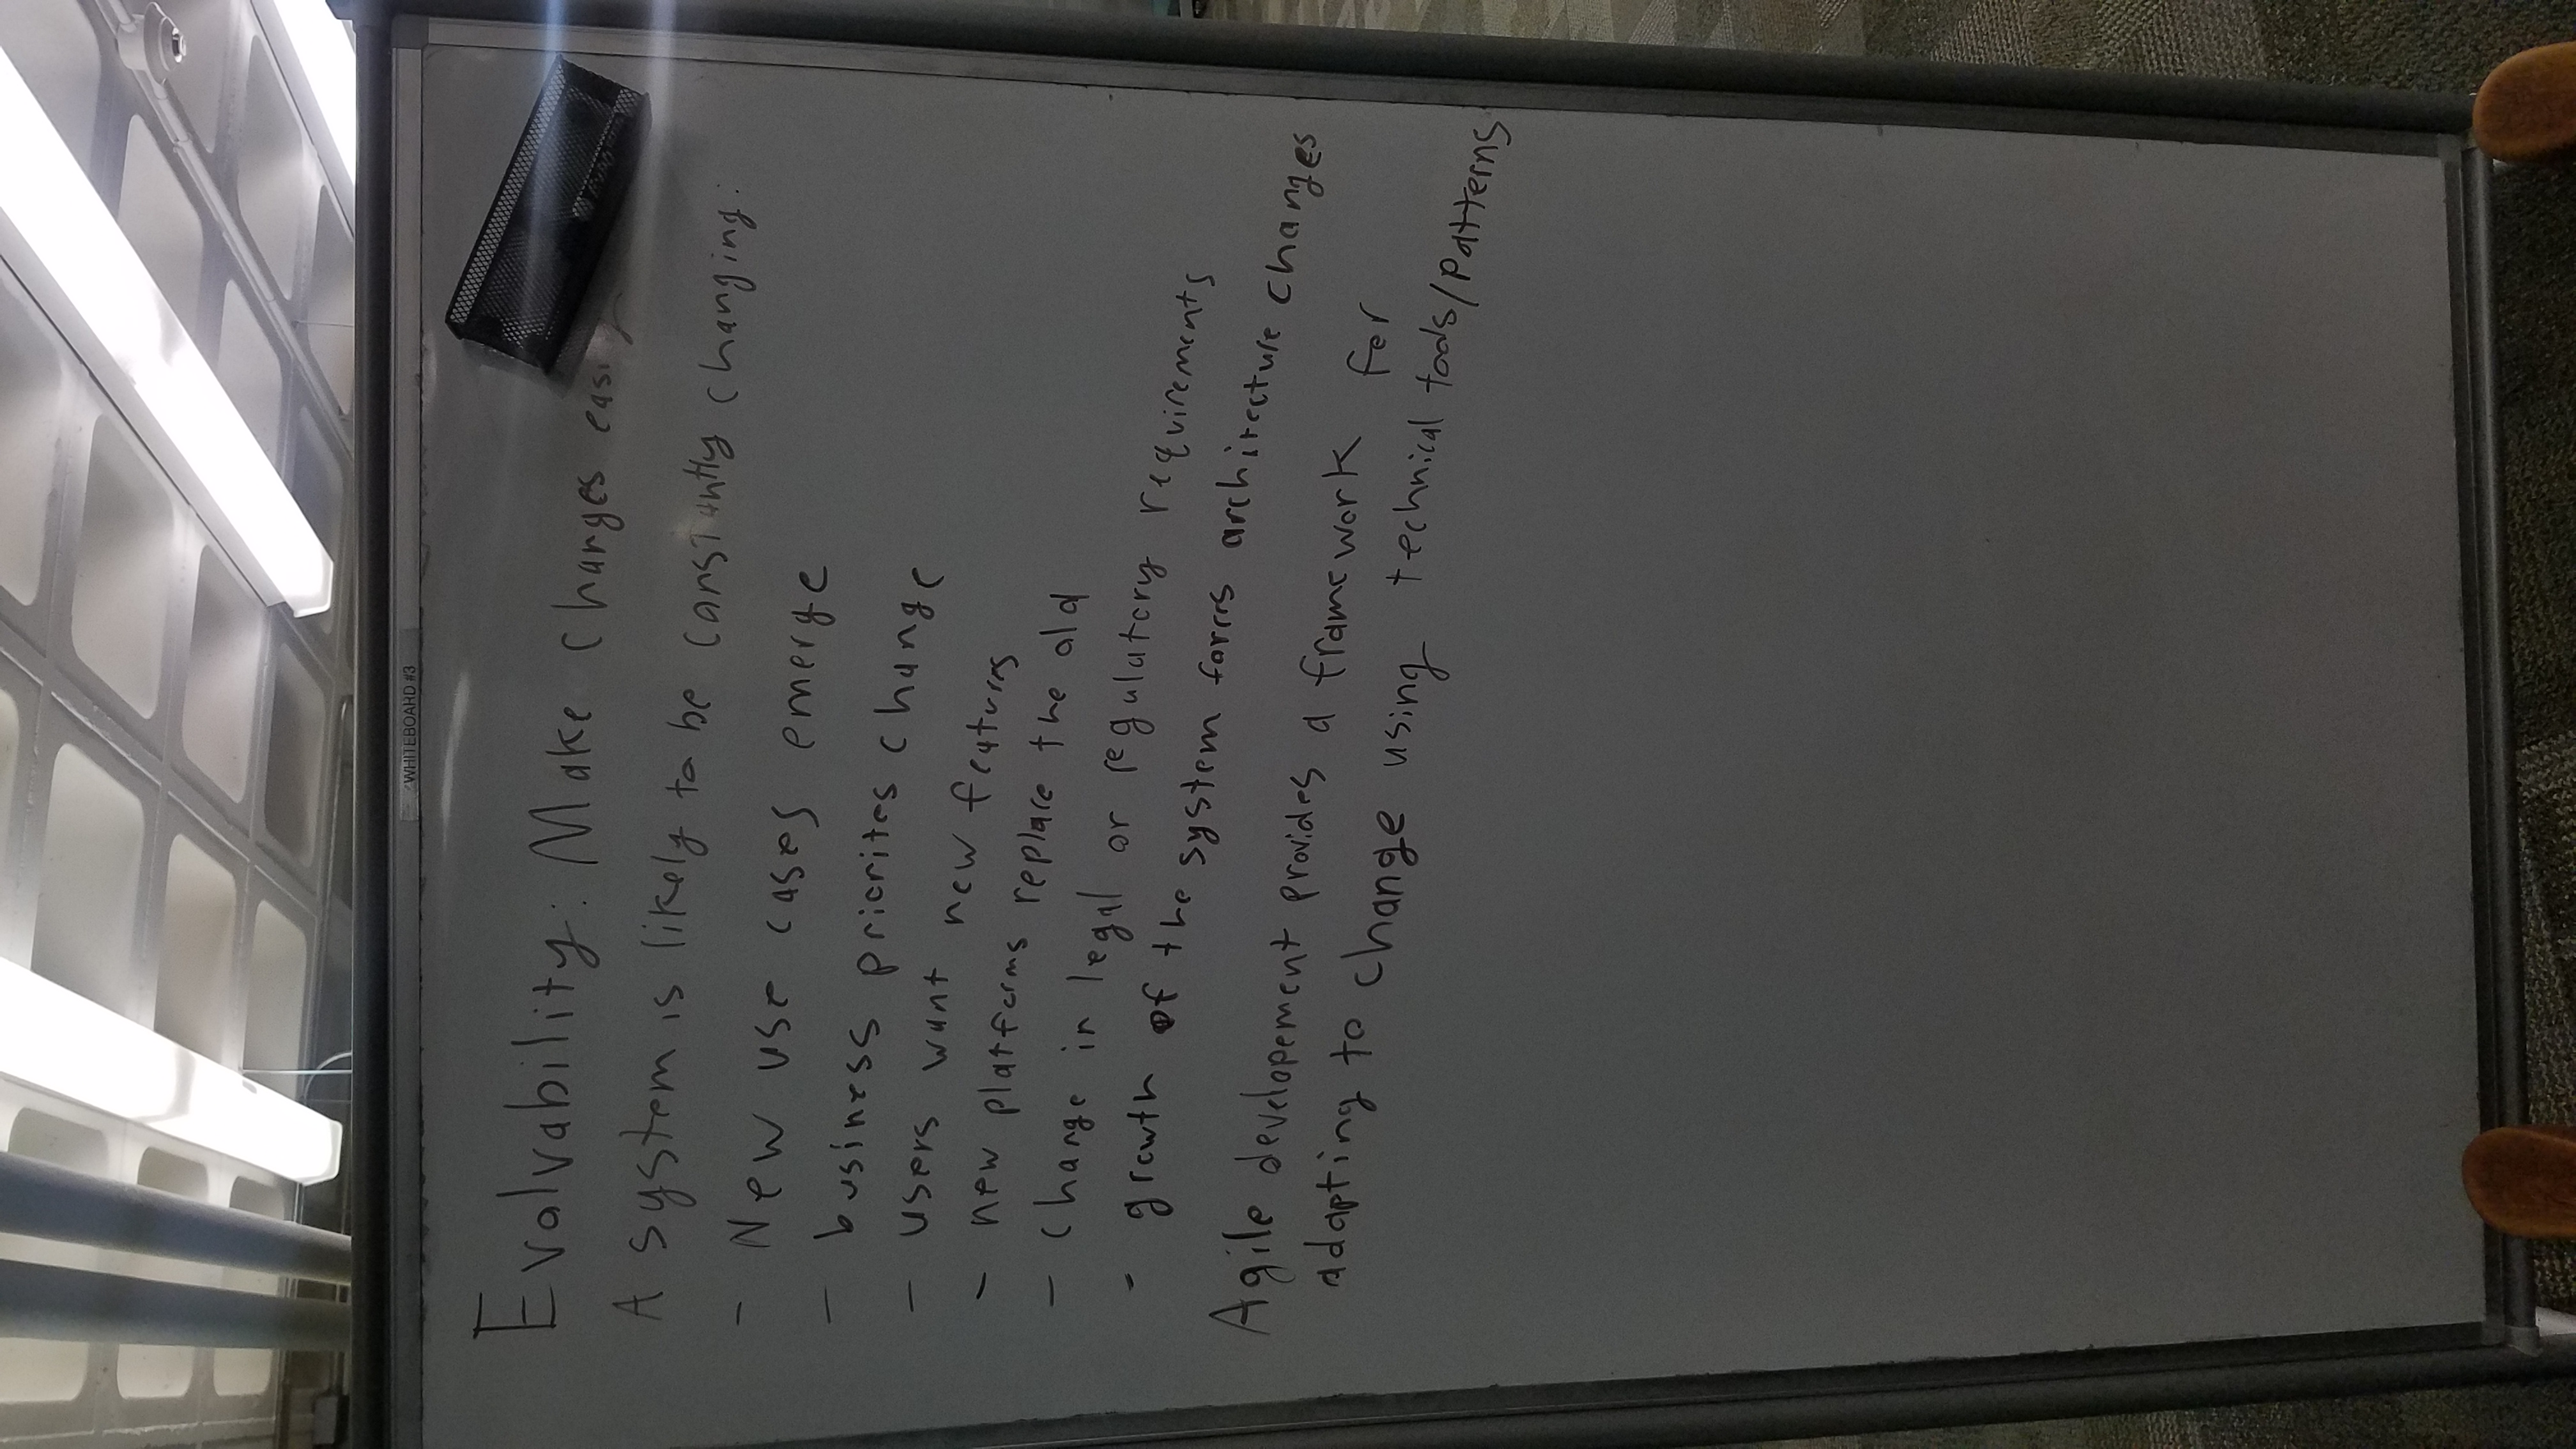 WHITEBOARD #3
Evolvability: Make changes easy
A system is likely to be constantly changing:
- New use cases emerge
- business priorites change
- users want new features
- new platforms replace the old
- change in legal or regulatory requirements
- growth of the system forces architecture changes
Agile developement provides a framework for
adapting to change using technical tools/patterns